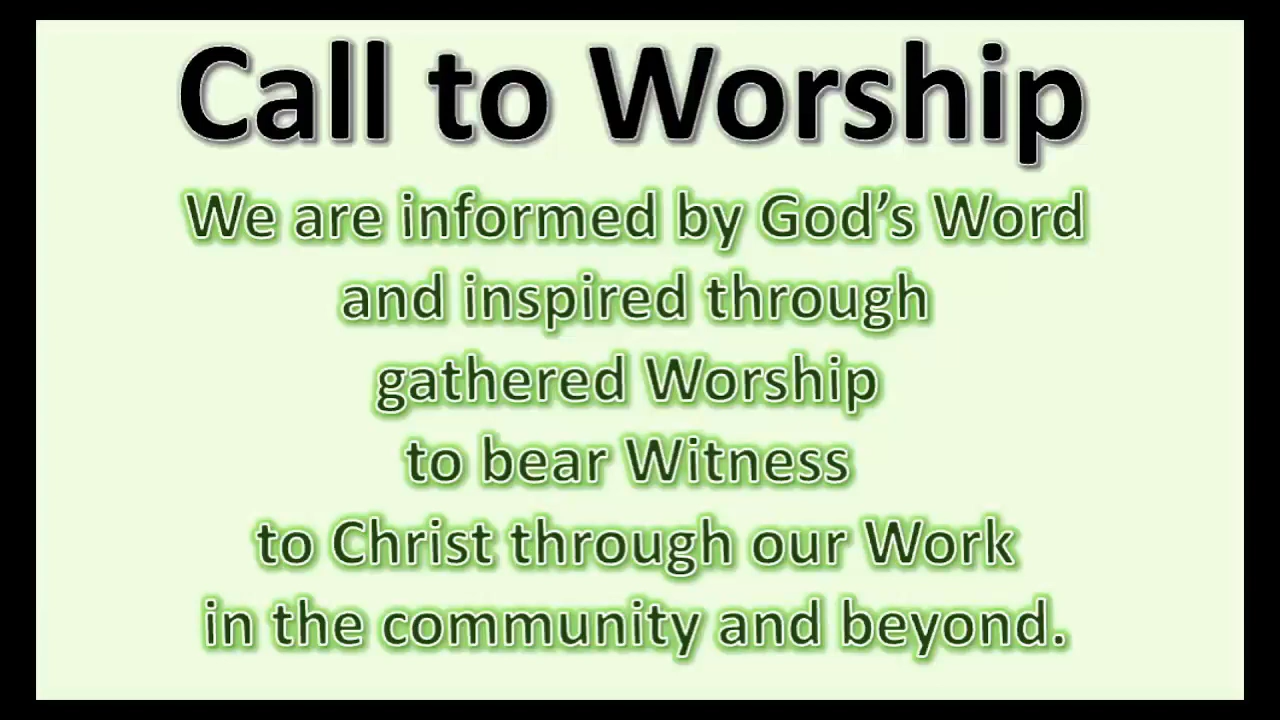 Call to Worship
We are informed by God’s Word
and inspired through
gathered Worship
to bear Witness
to Christ through our Work
in the community and beyond.